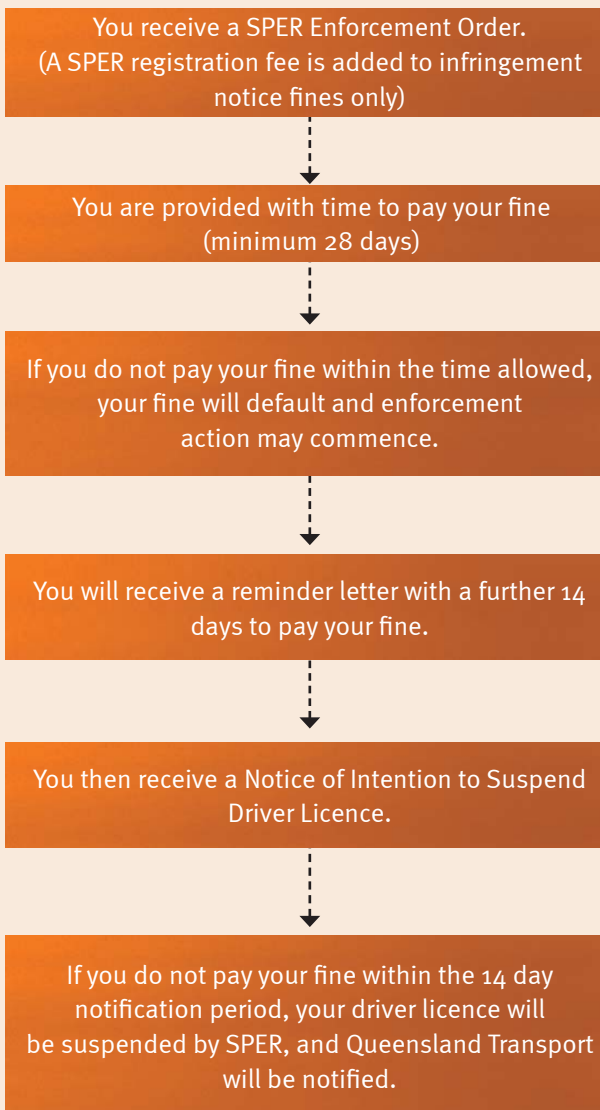 You receive a SPER Enforcement Order.
(A SPER registration fee is added to infringement
notice fines only)
You are provided with time to pay your fine
(minimum 28 days)
If you do not pay your fine within the time allowed,
your fine will default and enforcement
action may commence.
You will receive a reminder letter with a further 14
days to pay your fine.
You then receive a Notice of Intention to Suspend
Driver Licence.
If you do not pay your fine within the 14 day
notification period, your driver licence will
be suspended by SPER, and Queensland Transport
will be notified.